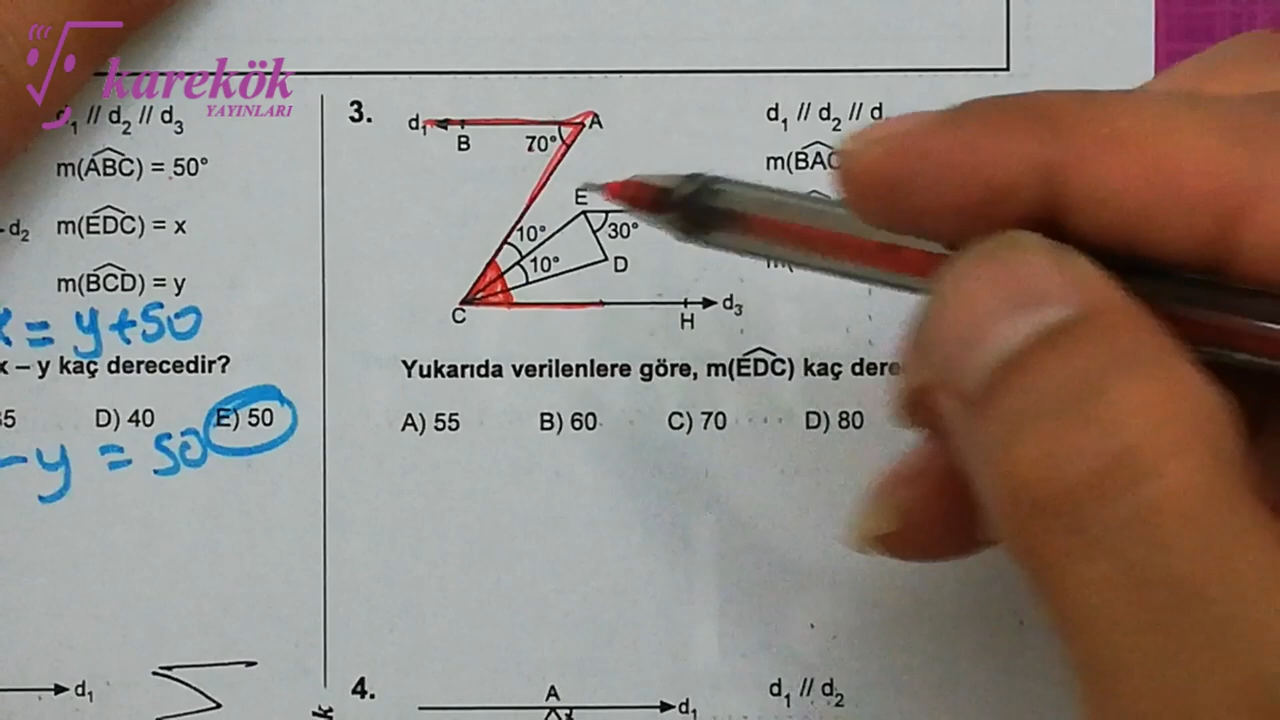 karekök
YAYINLARI
d1 // d2 // d3
m(ABC) = 50°
d2 m(EDC) = x
m(BCD) = y
x = y+50
x – y kaç derecedir?
D) 40 E) 50
-y = 50
d1
3.
d1 B 70° A
E
10° 30°
10° D
C H d3
d1 // d2 // d
m(BAC
m(
Yukarıda verilenlere göre, m(EDC) kaç dere
A) 55 B) 60 C) 70 D) 80
4.
A d1
d1 // d2